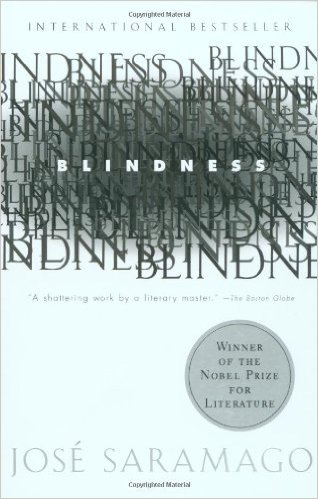 INTERNATIONAL BESTSELLER
BLINDNESS
"A shattering work by a literary master." —The Boston Globe
WINNER
OF THE
NOBEL PRIZE
FOR
LITERATURE
JOSÉ SARAMAGO